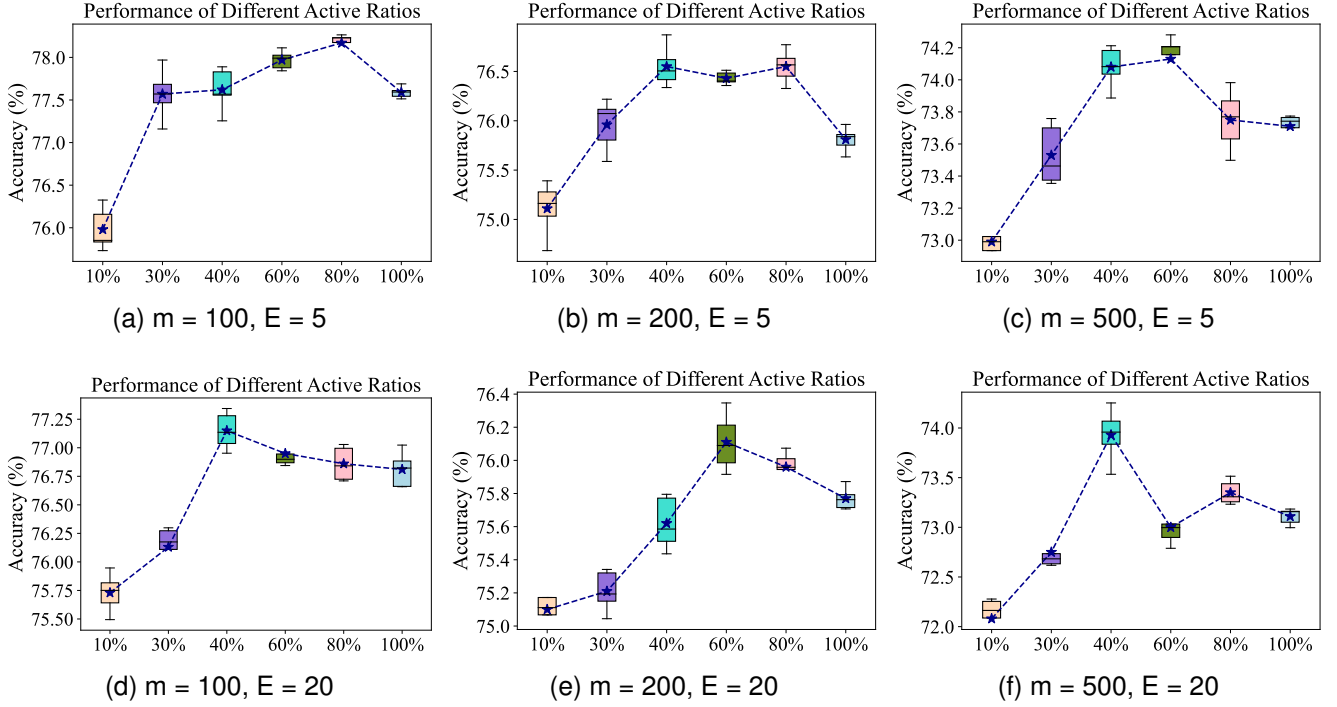 Performance of Different Active Ratios
Accuracy (%)
78.0
77.5
77.0
76.5
76.0
10% 30% 40% 60% 80% 100%
(a) m = 100, E = 5
Performance of Different Active Ratios
Accuracy (%)
76.5
76.0
75.5
75.0
10% 30% 40% 60% 80% 100%
(b) m = 200, E = 5
Performance of Different Active Ratios
Accuracy (%)
74.2
74.0
73.8
73.6
73.4
73.2
73.0
10% 30% 40% 60% 80% 100%
(c) m = 500, E = 5
Performance of Different Active Ratios
Accuracy (%)
77.25
77.00
76.75
76.50
76.25
76.00
75.75
75.50
10% 30% 40% 60% 80% 100%
(d) m = 100, E = 20
Performance of Different Active Ratios
Accuracy (%)
76.4
76.2
76.0
75.8
75.6
75.4
75.2
75.0
10% 30% 40% 60% 80% 100%
(e) m = 200, E = 20
Performance of Different Active Ratios
Accuracy (%)
74.0
73.5
73.0
72.5
72.0
10% 30% 40% 60% 80% 100%
(f) m = 500, E = 20